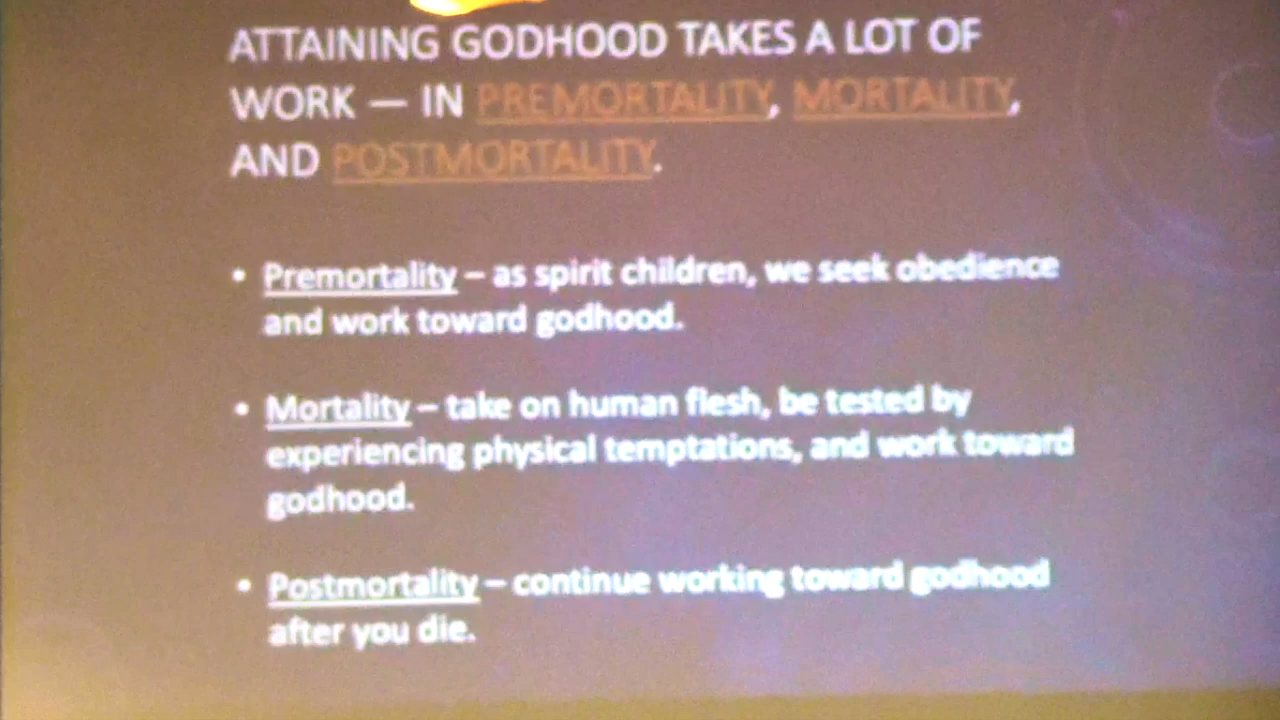 ATTAINING GODHOOD TAKES A LOT OF
WORK — IN PREMORTALITY, MORTALITY,
AND POSTMORTALITY.
• Premortality – as spirit children, we seek obedience
and work toward godhood.
• Mortality – take on human flesh, be tested by
experiencing physical temptations, and work toward
godhood.
• Postmortality – continue working toward godhood
after you die.